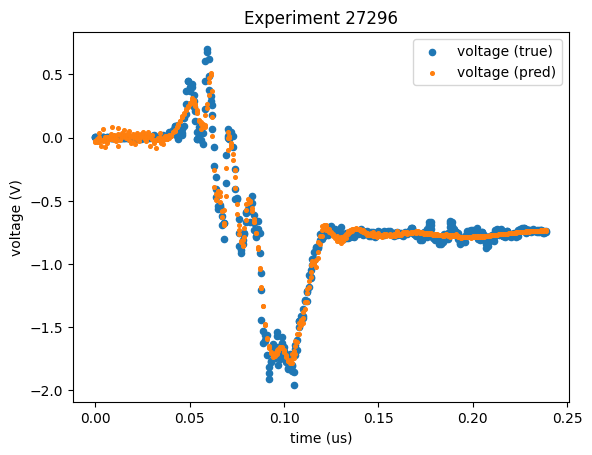 Experiment 27296
voltage (true)
voltage (pred)
0.5
0.0
−0.5
−1.0
−1.5
−2.0
voltage (V)
0.00
0.05
0.10
0.15
0.20
0.25
time (us)